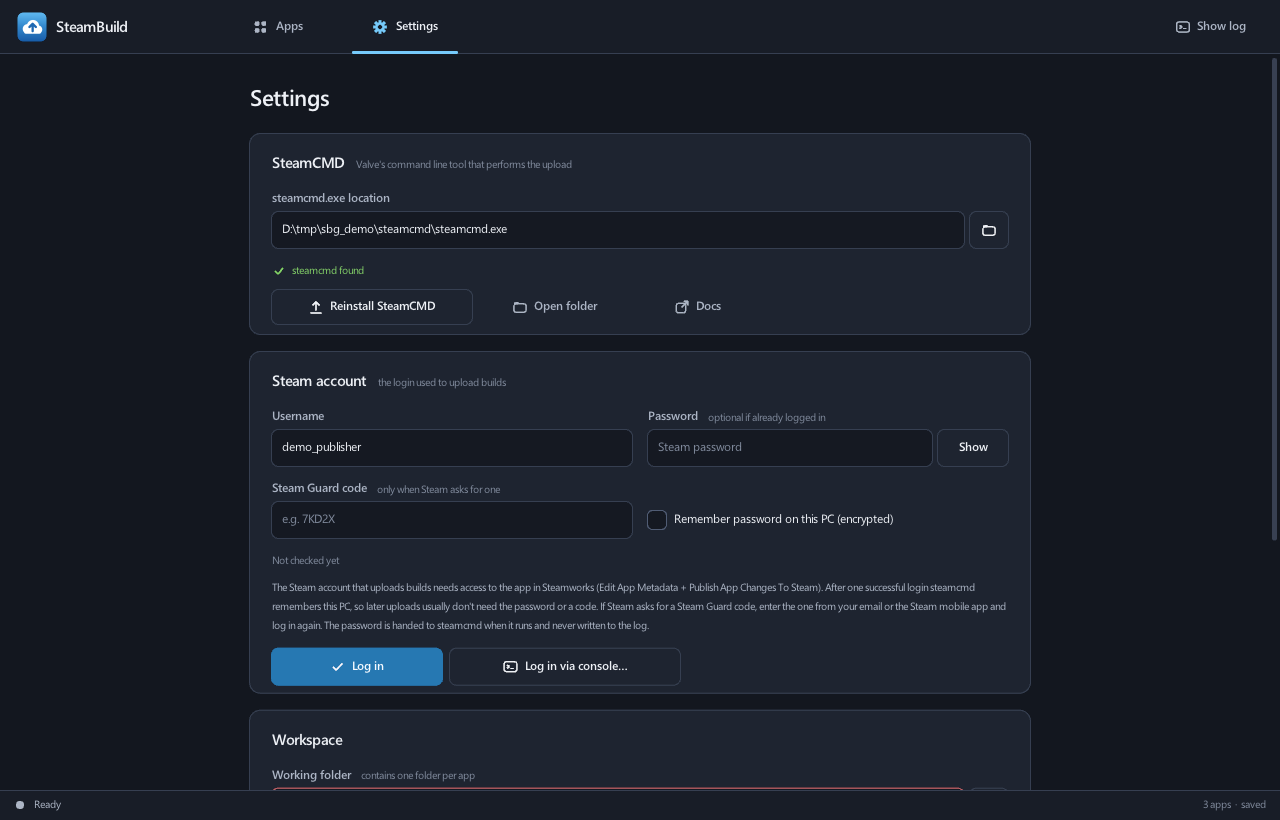 SteamBuild
Apps
Settings
Show log
Settings
SteamCMD Valve's command line tool that performs the upload
steamcmd.exe location
D:\tmp\sbg_demo\steamcmd\steamcmd.exe
steamcmd found
Reinstall SteamCMD
Open folder
Docs
Steam account the login used to upload builds
Username
Password optional if already logged in
demo_publisher
Steam password
Show
Steam Guard code only when Steam asks for one
e.g. 7KD2X
Remember password on this PC (encrypted)
Not checked yet
The Steam account that uploads builds needs access to the app in Steamworks (Edit App Metadata + Publish App Changes To Steam). After one successful login steamcmd
remembers this PC, so later uploads usually don't need the password or a code. If Steam asks for a Steam Guard code, enter the one from your email or the Steam mobile app and
log in again. The password is handed to steamcmd when it runs and never written to the log.
Log in
Log in via console...
Workspace
Working folder contains one folder per app
Ready
3 apps · saved